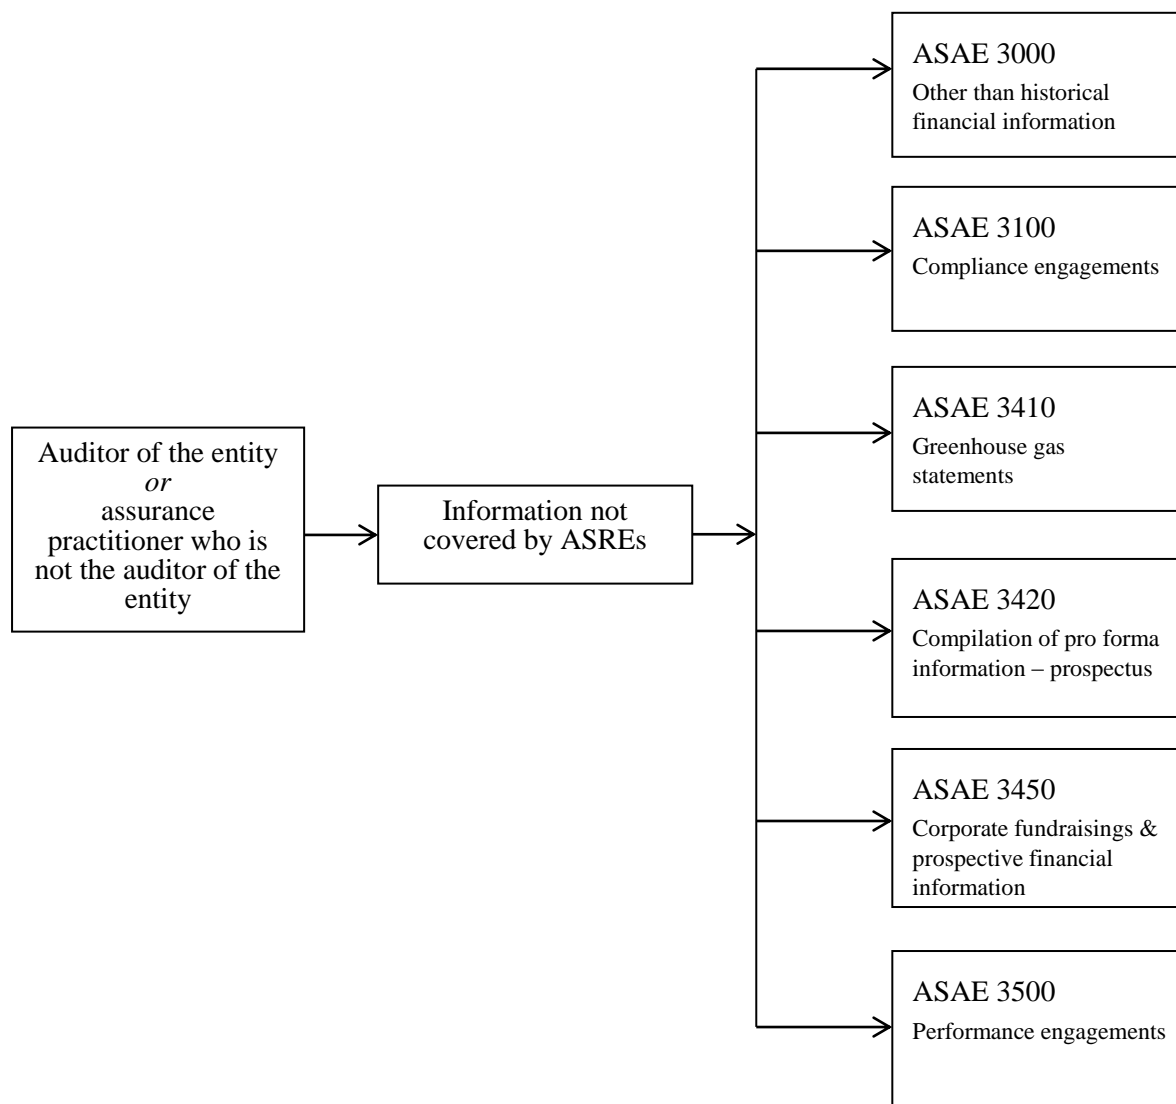 Auditor of the entity
or
assurance
practitioner who is
not the auditor of the
entity
Information not
covered by ASREs
ASAE 3000
Other than historical
financial information
ASAE 3100
Compliance engagements
ASAE 3410
Greenhouse gas
statements
ASAE 3420
Compilation of pro forma
information – prospectus
ASAE 3450
Corporate fundraisings &
prospective financial
information
ASAE 3500
Performance engagements